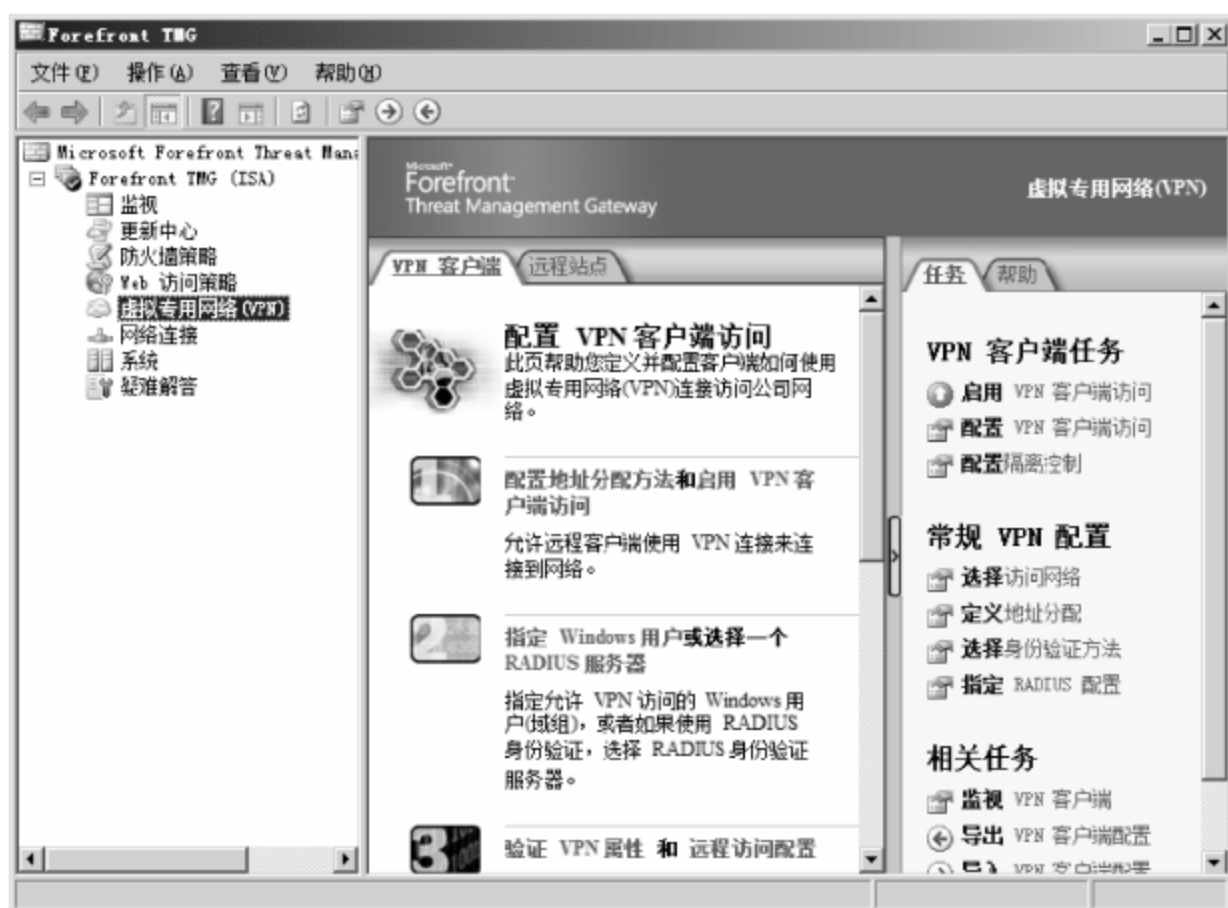 Forefront TMG
文件(F) 操作(A) 查看(V) 帮助(H)
Microsoft Forefront Threat Mana
Forefront TMG (ISA)
监视
更新中心
防火墙策略
Web 访问策略
虚拟专用网络(VPN)
网络连接
系统
疑难解答
Microsoft
Forefront
Threat Management Gateway
虚拟专用网络(VPN)
VPN 客户端 远程站点
配置 VPN 客户端访问
此页帮助您定义并配置客户端如何使用
虚拟专用网络(VPN)连接访问公司网
络。
1
配置地址分配方法和启用 VPN 客
户端访问
允许远程客户端使用 VPN 连接来连
接到网络。
2
指定 Windows 用户或选择一个
RADIUS 服务器
指定允许 VPN 访问的 Windows 用
户(域组)，或者如果使用 RADIUS
身份验证，选择 RADIUS 身份验证
服务器。
3
验证 VPN 属性 和 远程访问配置
任务 帮助
VPN 客户端任务
启用 VPN 客户端访问
配置 VPN 客户端访问
配置隔离控制
常规 VPN 配置
选择访问网络
定义地址分配
选择身份验证方法
指定 RADIUS 配置
相关任务
监视 VPN 客户端
导出 VPN 客户端配置
导入 VPN 客户端配置